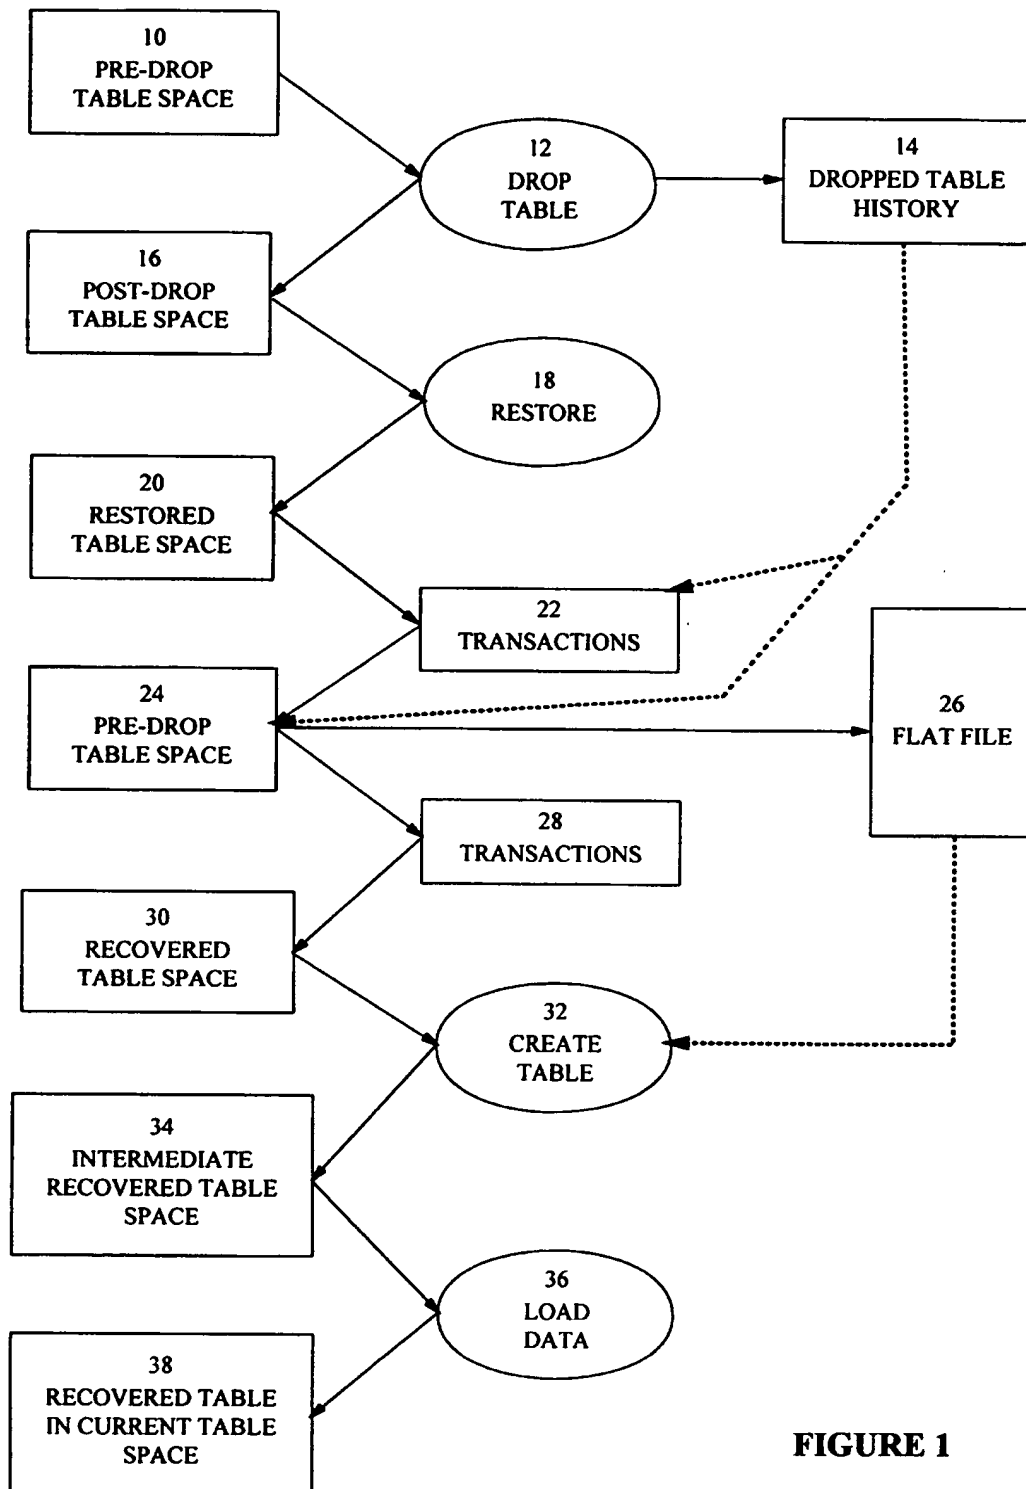 10
PRE-DROP
TABLE SPACE
12
DROP
TABLE
14
DROPPED TABLE
HISTORY
16
POST-DROP
TABLE SPACE
18
RESTORE
20
RESTORED
TABLE SPACE
22
TRANSACTIONS
24
PRE-DROP
TABLE SPACE
26
FLAT FILE
28
TRANSACTIONS
30
RECOVERED
TABLE SPACE
32
CREATE
TABLE
34
INTERMEDIATE
RECOVERED TABLE
SPACE
36
LOAD
DATA
38
RECOVERED TABLE
IN CURRENT TABLE
SPACE
FIGURE 1